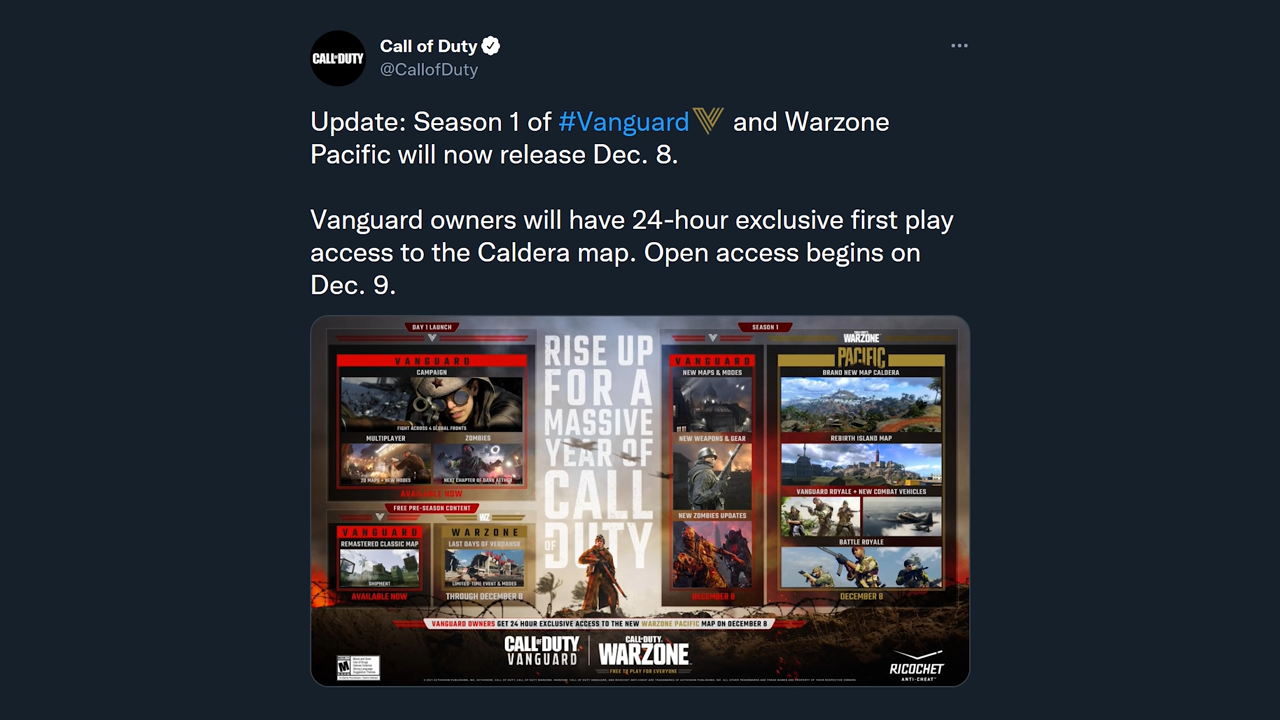 CALL OF DUTY
Call of Duty
@CallofDuty
Update: Season 1 of #Vanguard and Warzone
Pacific will now release Dec. 8.
Vanguard owners will have 24-hour exclusive first play
access to the Caldera map. Open access begins on
Dec. 9.
DAY 1 LAUNCH
VANGUARD
CAMPAIGN
FIGHT ACROSS 4 GLOBAL FRONTS
MULTIPLAYER
ZOMBIES
20 MAPS + NEW MODES
NEXT CHAPTER OF DARK AETHER
AVAILABLE NOW
FREE PRE-SEASON CONTENT
VANGUARD
REMASTERED CLASSIC MAP
SHIPMENT
AVAILABLE NOW
WZ
WARZONE
LAST DAYS OF VERDANSK
LIMITED-TIME EVENT & MODES
THROUGH DECEMBER 8
RISE UP
FOR A
MASSIVE
YEAR OF
CALL
OF DUTY
SEASON 1
VANGUARD
NEW MAPS & MODES
NEW WEAPONS & GEAR
NEW ZOMBIES UPDATES
DECEMBER 8
CALL OF DUTY
WARZONE
PACIFIC
BRAND NEW MAP CALDERA
REBIRTH ISLAND MAP
VANGUARD ROYALE + NEW COMBAT VEHICLES
BATTLE ROYALE
DECEMBER 8
VANGUARD OWNERS GET 24 HOUR EXCLUSIVE ACCESS TO THE NEW WARZONE PACIFIC MAP ON DECEMBER 8
CALL OF DUTY
VANGUARD
CALL OF DUTY
WARZONE
FREE TO PLAY FOR EVERYONE
M
RICOCHET
ANTI-CHEAT